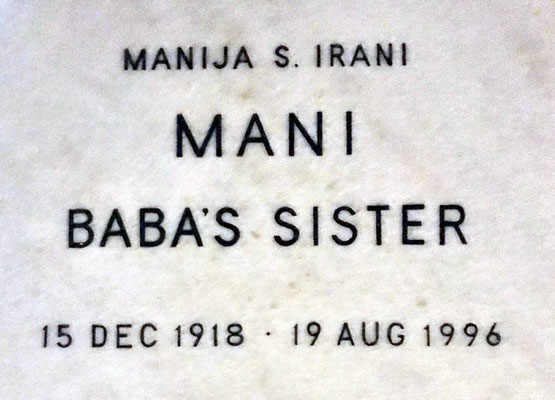 MANIJA S. IRANI
MANI
BABA'S SISTER
15 DEC 1918 · 19 AUG 1996